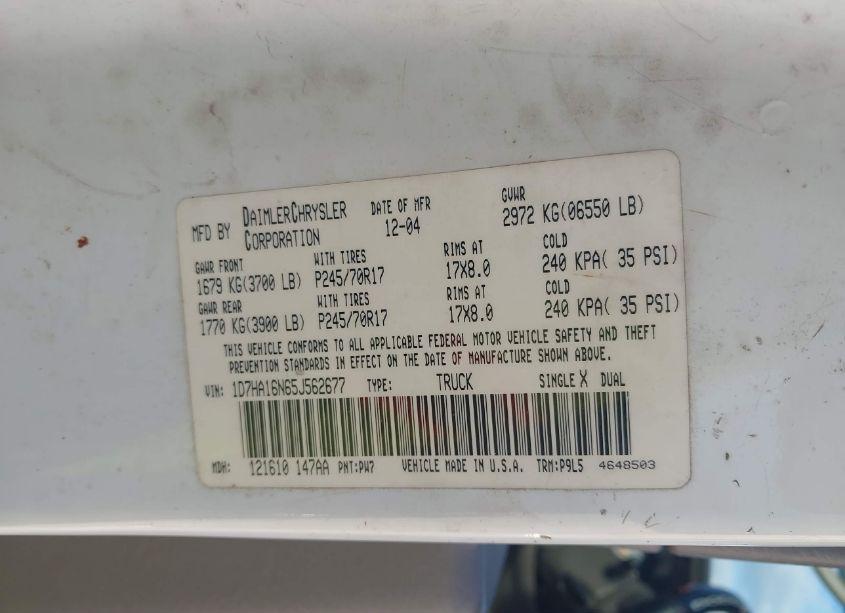 MFD BY DAIMLERCHRYSLER CORPORATION
DATE OF MFR 12-04
GVWR 2972 KG(06550 LB)
GAWR FRONT WITH TIRES RIMS AT COLD
1679 KG(3700 LB) P245/70R17 17X8.0 240 KPA( 35 PSI)
GAWR REAR WITH TIRES RIMS AT COLD
1770 KG(3900 LB) P245/70R17 17X8.0 240 KPA( 35 PSI)
THIS VEHICLE CONFORMS TO ALL APPLICABLE FEDERAL MOTOR VEHICLE SAFETY AND THEFT
PREVENTION STANDARDS IN EFFECT ON THE DATE OF MANUFACTURE SHOWN ABOVE.
VIN: 1D7HA16N65J562677 TYPE: TRUCK SINGLE X DUAL
MDH: 121610 147AA PNT:PW7 VEHICLE MADE IN U.S.A. TRM:P9L5 4648503